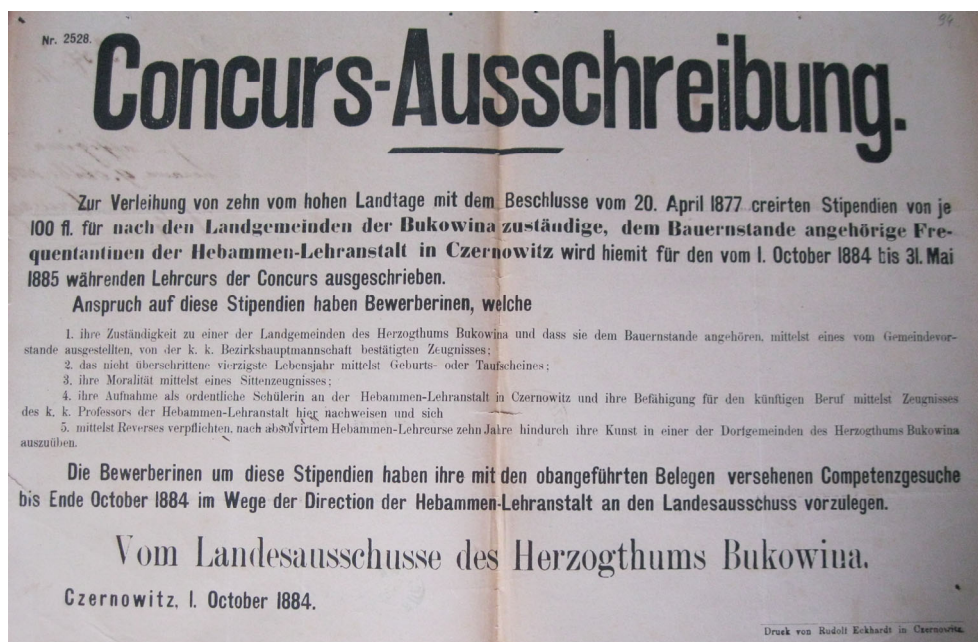 94
Nr. 2528.
Concurs-Ausschreibung.
Zur Verleihung von zehn vom hohen Landtage mit dem Beschlusse vom 20. April 1877 creirten Stipendien von je
100 fl. für nach den Landgemeinden der Bukowina zuständige, dem Bauernstande angehörige Fre-
quentantinen der Hebammen-Lehranstalt in Czernowitz wird hiemit für den vom 1. October 1884 bis 31. Mai
1885 währenden Lehrcurs der Concurs ausgeschrieben.
Anspruch auf diese Stipendien haben Bewerberinen, welche
1. ihre Zuständigkeit zu einer der Landgemeinden des Herzogthums Bukowina und dass sie dem Bauernstande angehören, mittelst eines vom Gemeindevor-
stande ausgestellten, von der k. k. Bezirkshauptmannschaft bestätigten Zeugnisses;
2. das nicht überschrittene vierzigste Lebensjahr mittelst Geburts- oder Taufscheines;
3. ihre Moralität mittelst eines Sittenzeugnisses;
4. ihre Aufnahme als ordentliche Schülerin an der Hebammen-Lehranstalt in Czernowitz und ihre Befähigung für den künftigen Beruf mittelst Zeugnisses
des k. k. Professors der Hebammen-Lehranstalt hier nachweisen und sich
5. mittelst Reverses verpflichten, nach absolvirtem Hebammen-Lehrcurse zehn Jahre hindurch ihre Kunst in einer der Dorfgemeinden des Herzogthums Bukowina
auszuüben.
Die Bewerberinen um diese Stipendien haben ihre mit den obangeführten Belegen versehenen Competenzgesuche
bis Ende October 1884 im Wege der Direction der Hebammen-Lehranstalt an den Landesausschuss vorzulegen.
Vom Landesausschusse des Herzogthums Bukowina.
Czernowitz, 1. October 1884.
Druck von Rudolf Eckhardt in Czernowitz.